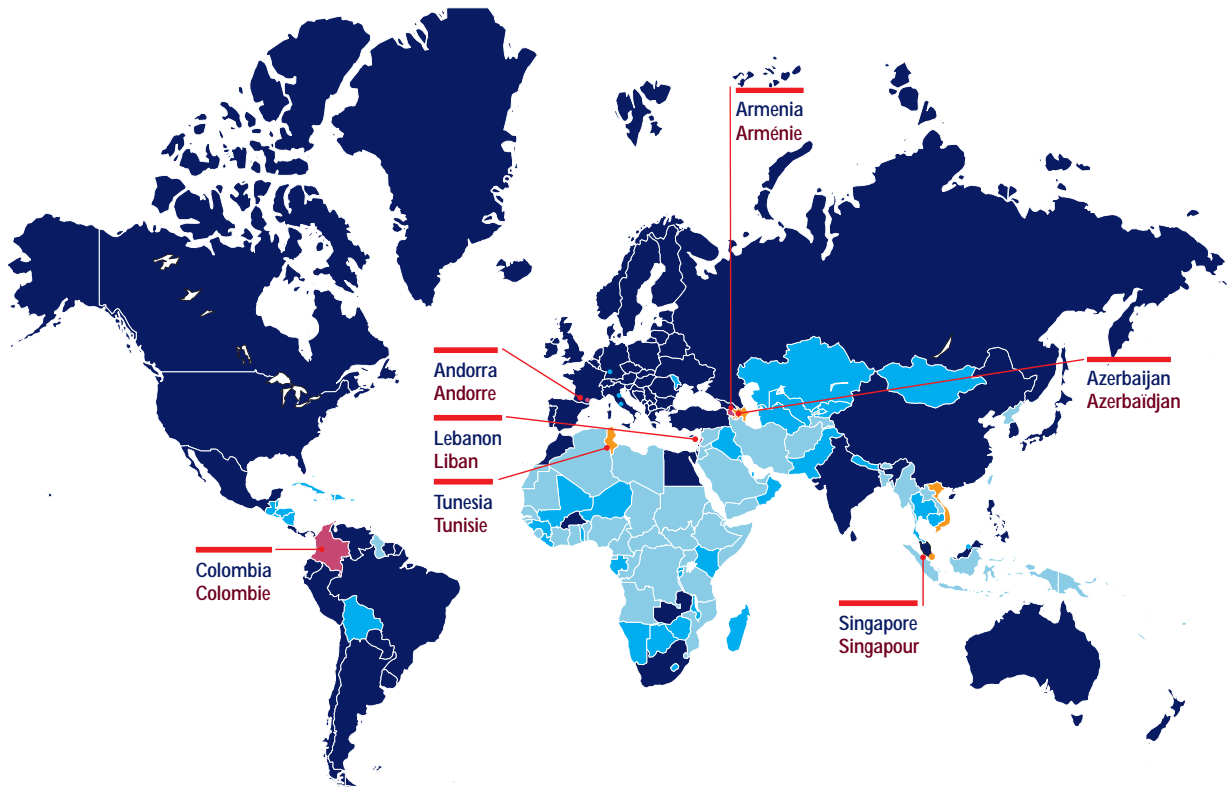 Armenia
Arménie
Andorra
Andorre
Azerbaijan
Azerbaïdjan
Lebanon
Liban
Tunesia
Tunisie
Colombia
Colombie
Singapore
Singapour